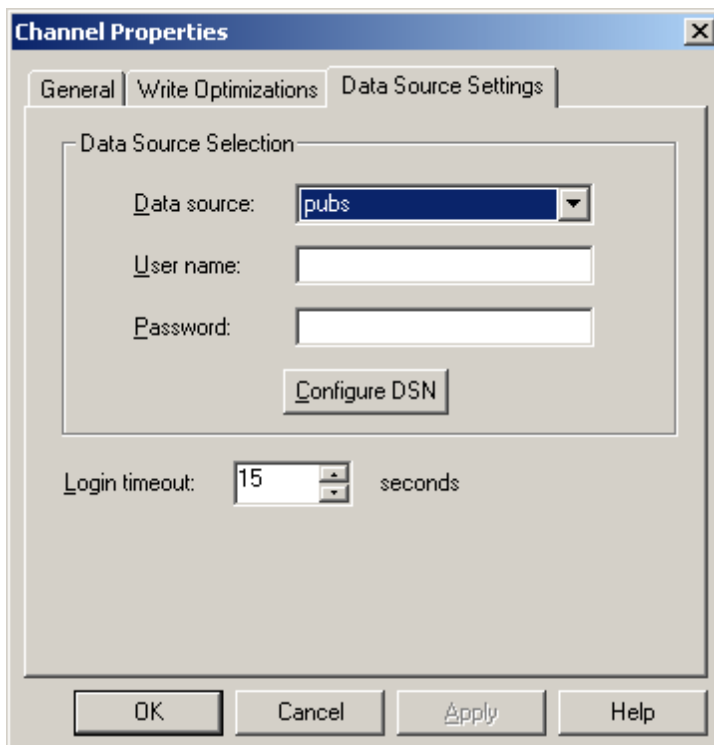 Channel Properties
General Write Optimizations Data Source Settings
Data Source Selection
Data source: pubs
User name:
Password:
Configure DSN
Login timeout: 15 seconds
OK Cancel Apply Help